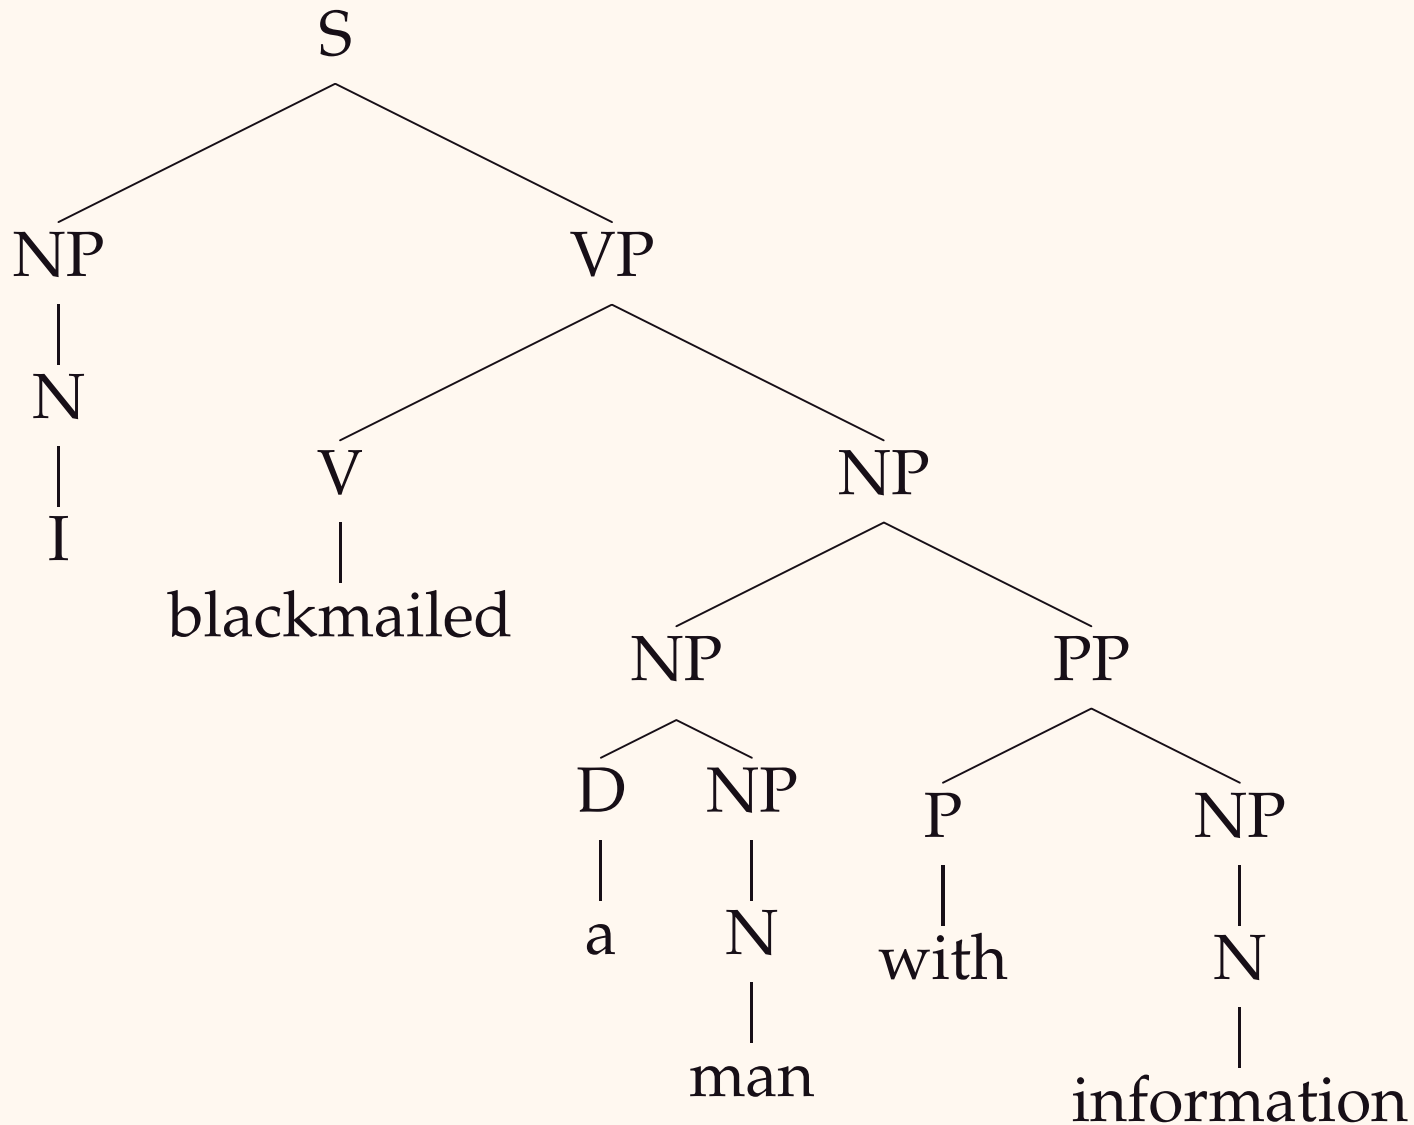 S
NP VP
N
V NP
I
blackmailed
NP PP
D NP
P NP
a N
with N
man
information